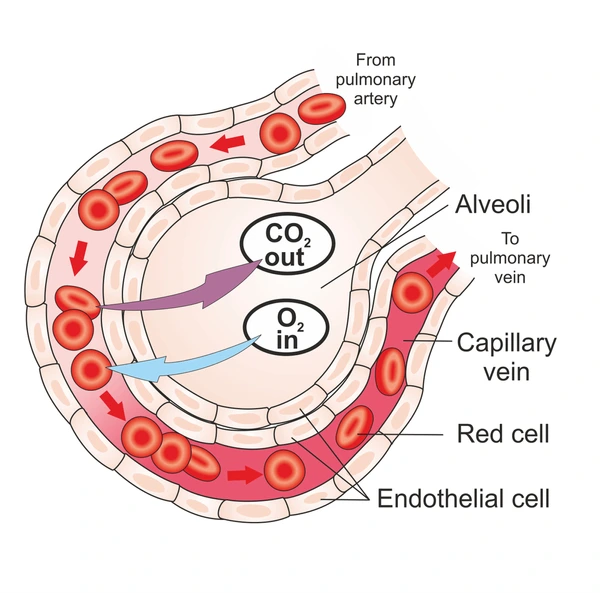 From
pulmonary
artery
Alveoli
CO₂
out
To
pulmonary
vein
O₂
in
Capillary
vein
Red cell
Endothelial cell